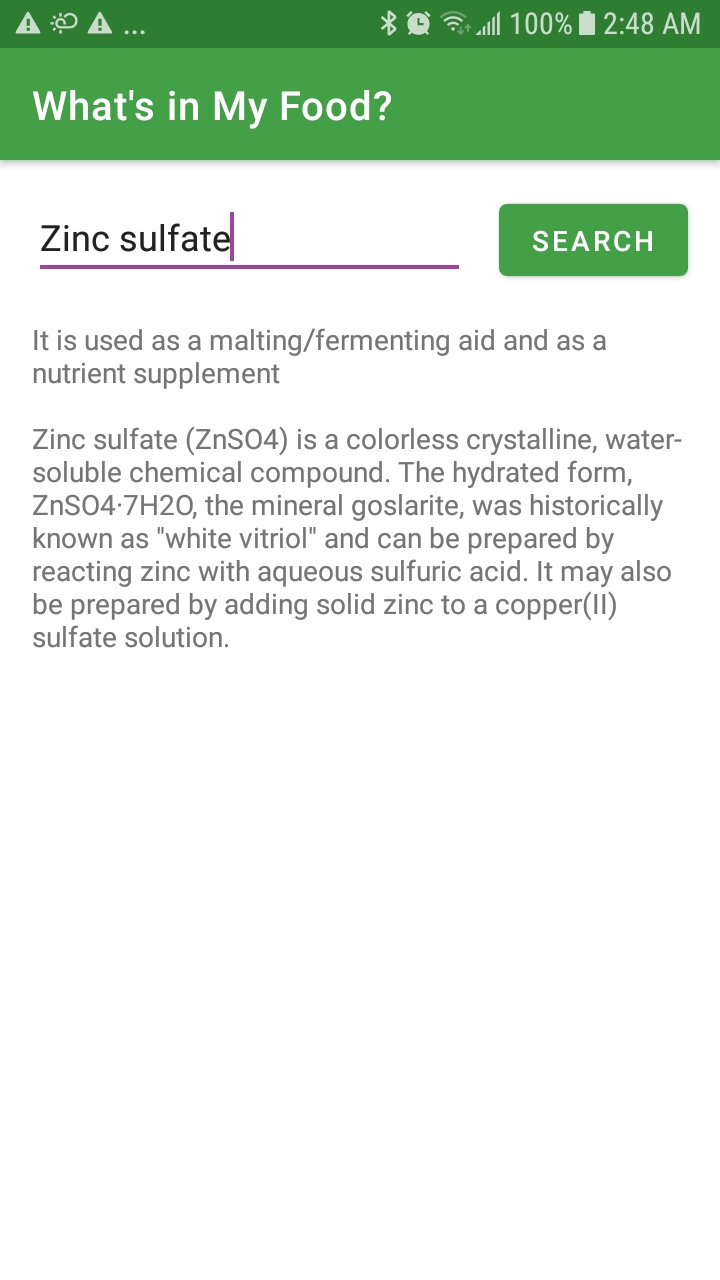 ... 100% 2:48 AM
What's in My Food?
Zinc sulfate SEARCH
It is used as a malting/fermenting aid and as a
nutrient supplement
Zinc sulfate (ZnSO4) is a colorless crystalline, water-
soluble chemical compound. The hydrated form,
ZnSO4·7H2O, the mineral goslarite, was historically
known as "white vitriol" and can be prepared by
reacting zinc with aqueous sulfuric acid. It may also
be prepared by adding solid zinc to a copper(II)
sulfate solution.